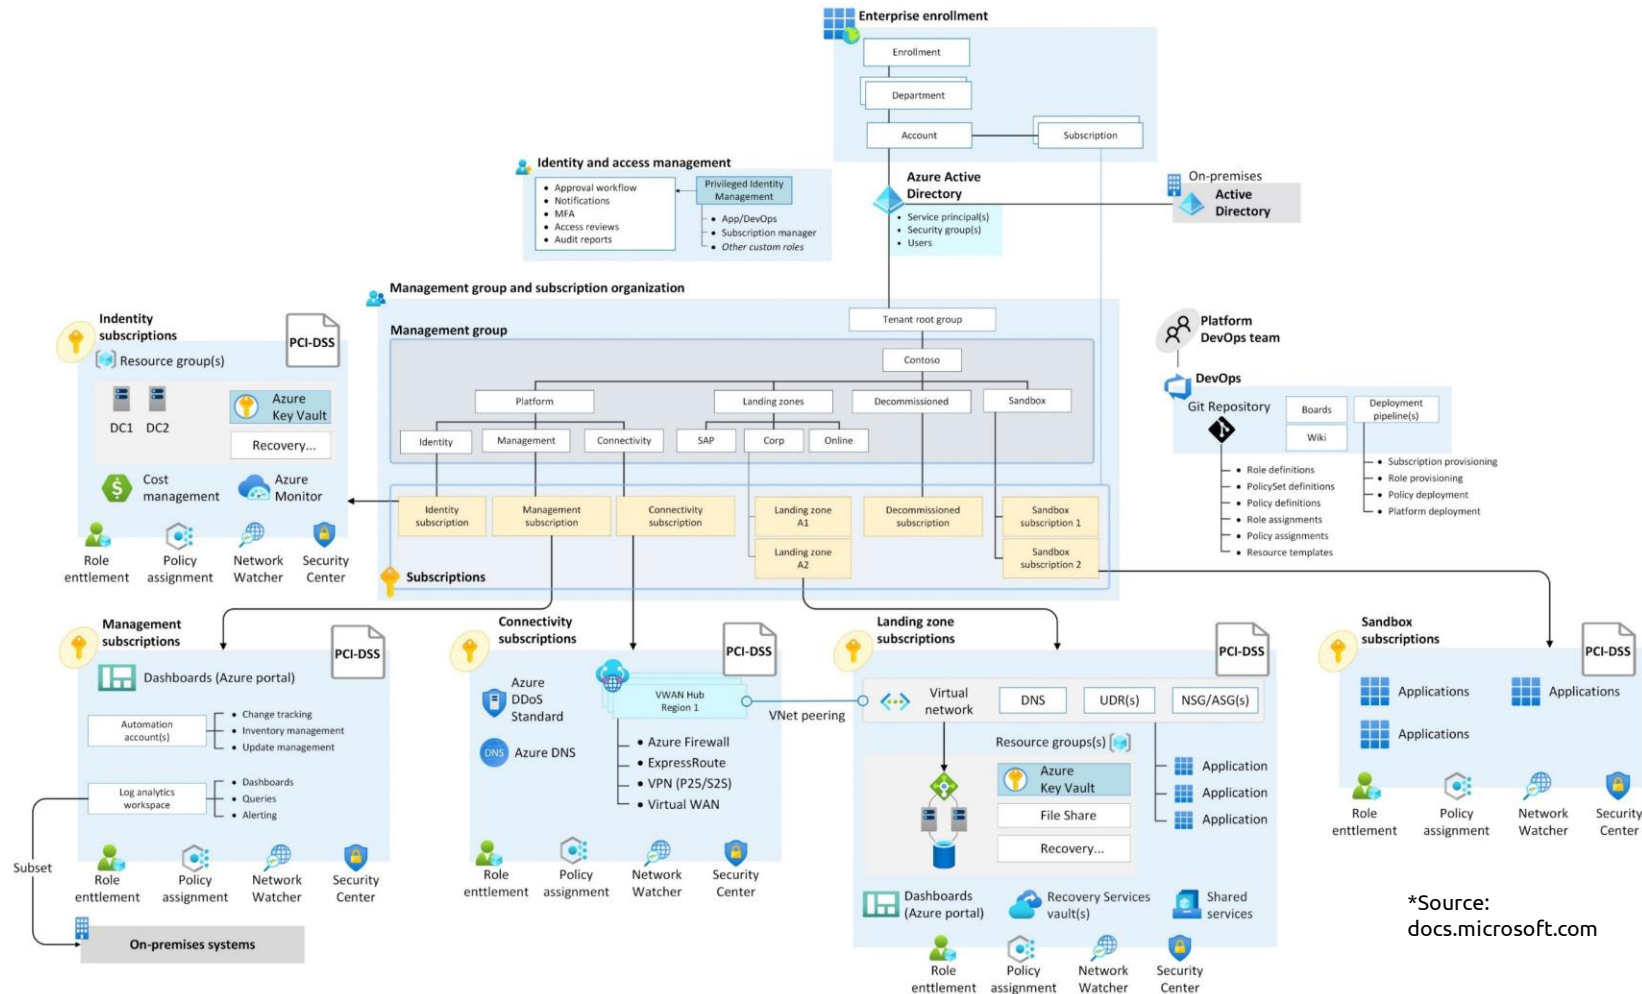 Enterprise enrollment
Enrollment
Department
Account
Subscription
Identity and access management
• Approval workflow
• Notifications
• MFA
• Access reviews
• Audit reports
Privileged Identity
Management
• App/DevOps
• Subscription manager
• Other custom roles
Azure Active
Directory
• Service principal(s)
• Security group(s)
• Users
On-premises
Active
Directory
Management group and subscription organization
Management group
Tenant root group
Contoso
Platform
Landing zones
Decommissioned
Sandbox
Identity
Management
Connectivity
SAP
Corp
Online
Identity
subscription
Management
subscription
Connectivity
subscription
Landing zone
A1
Landing zone
A2
Decommissioned
subscription
Sandbox
subscription 1
Sandbox
subscription 2
Subscriptions
Indentity
subscriptions
PCI-DSS
Resource group(s)
DC1
DC2
Azure
Key Vault
Recovery...
Cost
management
Azure
Monitor
Role
enttlement
Policy
assignment
Network
Watcher
Security
Center
Platform
DevOps team
DevOps
Git Repository
Boards
Wiki
Deployment
pipeline(s)
• Role definitions
• PolicySet definitions
• Policy definitions
• Role assignments
• Policy assignments
• Resource templates
• Subscription provisioning
• Role provisioning
• Policy deployment
• Platform deployment
Management
subscriptions
PCI-DSS
Dashboards (Azure portal)
Automation
account(s)
• Change tracking
• Inventory management
• Update management
Log analytics
workspace
• Dashboards
• Queries
• Alerting
Subset
Role
enttlement
Policy
assignment
Network
Watcher
Security
Center
On-premises systems
Connectivity
subscriptions
PCI-DSS
Azure
DDoS
Standard
DNS
Azure DNS
VWAN Hub
Region 1
• Azure Firewall
• ExpressRoute
• VPN (P2S/S2S)
• Virtual WAN
VNet peering
Role
enttlement
Policy
assignment
Network
Watcher
Security
Center
Landing zone
subscriptions
PCI-DSS
Virtual
network
DNS
UDR(s)
NSG/ASG(s)
Resource groups(s)
Azure
Key Vault
File Share
Recovery...
Application
Application
Application
Dashboards
(Azure portal)
Recovery Services
vault(s)
Shared
services
Role
enttlement
Policy
assignment
Network
Watcher
Security
Center
Sandbox
subscriptions
PCI-DSS
Applications
Applications
Applications
Role
enttlement
Policy
assignment
Network
Watcher
Security
Center
*Source:
docs.microsoft.com